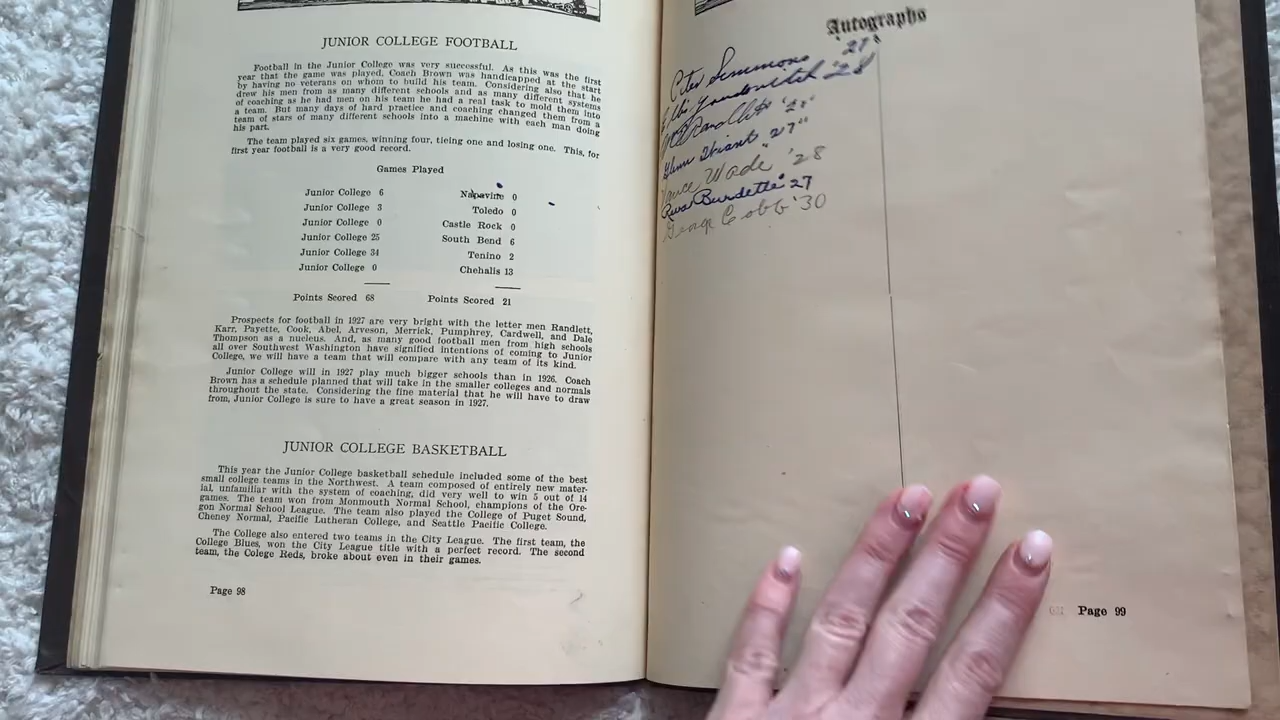 JUNIOR COLLEGE FOOTBALL
Football in the Junior College was very successful. As this was the first
year that the game was played, Coach Brown was handicapped at the start
by having no veterans on whom to build his team. Considering also that he
drew his men from as many different schools and as many different systems
of coaching as he had men on his team he had a real task to mold them into
a team. But many days of hard practice and coaching changed them from a
team of stars of many different schools into a machine with each man doing
his part.
The team played six games, winning four, tieing one and losing one. This, for
first year football is a very good record.
Games Played
Junior College 6 Napavine 0
Junior College 3 Toledo 0
Junior College 0 Castle Rock 0
Junior College 25 South Bend 6
Junior College 34 Tenino 2
Junior College 0 Chehalis 13
Points Scored 68 Points Scored 21
Prospects for football in 1927 are very bright with the letter men Randlett,
Karr, Payette, Cook, Abel, Arveson, Merrick, Pumphrey, Cardwell, and Dale
Thompson as a nucleus. And, as many good football men from high schools
all over Southwest Washington have signified intentions of coming to Junior
College, we will have a team that will compare with any team of its kind.
Junior College will in 1927 play much bigger schools than in 1926. Coach
Brown has a schedule planned that will take in the smaller colleges and normals
throughout the state. Considering the fine material that he will have to draw
from, Junior College is sure to have a great season in 1927.
JUNIOR COLLEGE BASKETBALL
This year the Junior College basketball schedule included some of the best
small college teams in the Northwest. A team composed of entirely new mater-
ial, unfamiliar with the system of coaching, did very well to win 5 out of 14
games. The team won from Monmouth Normal School, champions of the Ore-
gon Normal School League. The team also played the College of Puget Sound,
Cheney Normal, Pacific Lutheran College, and Seattle Pacific College.
The College also entered two teams in the City League. The first team, the
College Blues, won the City League title with a perfect record. The second
team, the Colege Reds, broke about even in their games.
Page 98
Autographs
Simmons "27"
'28
"27"
Wade '28
Burdette '27
Cobb '30
Page 99